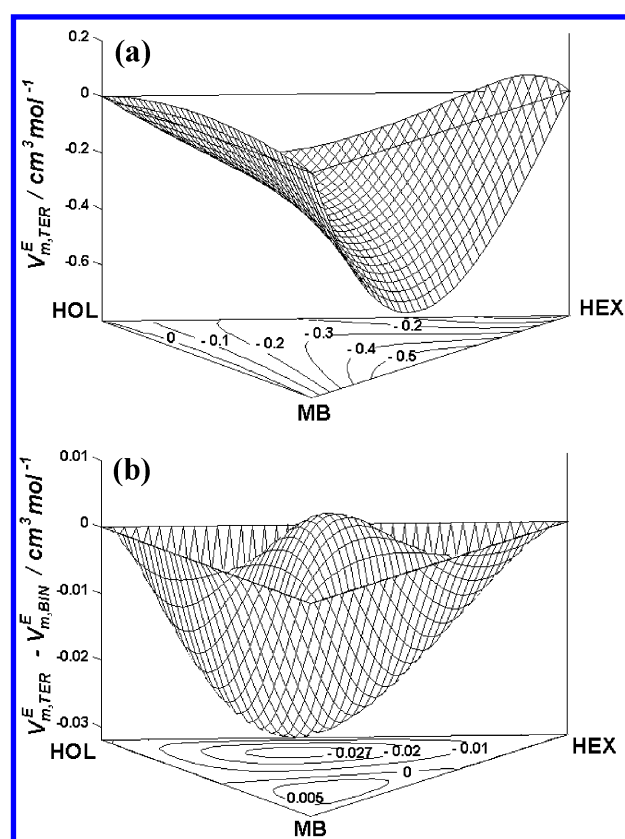 (a)
0.2
0
-0.2
-0.4
-0.6
V^E_m,TER / cm^3 mol^-1
HOL
HEX
MB
0
-0.1
-0.2
-0.3
-0.2
-0.4
-0.5
(b)
0.01
0
-0.01
-0.02
-0.03
V^E_m,TER - V^E_m,BIN / cm^3 mol^-1
HOL
HEX
MB
-0.027
-0.02
-0.01
0
0.005